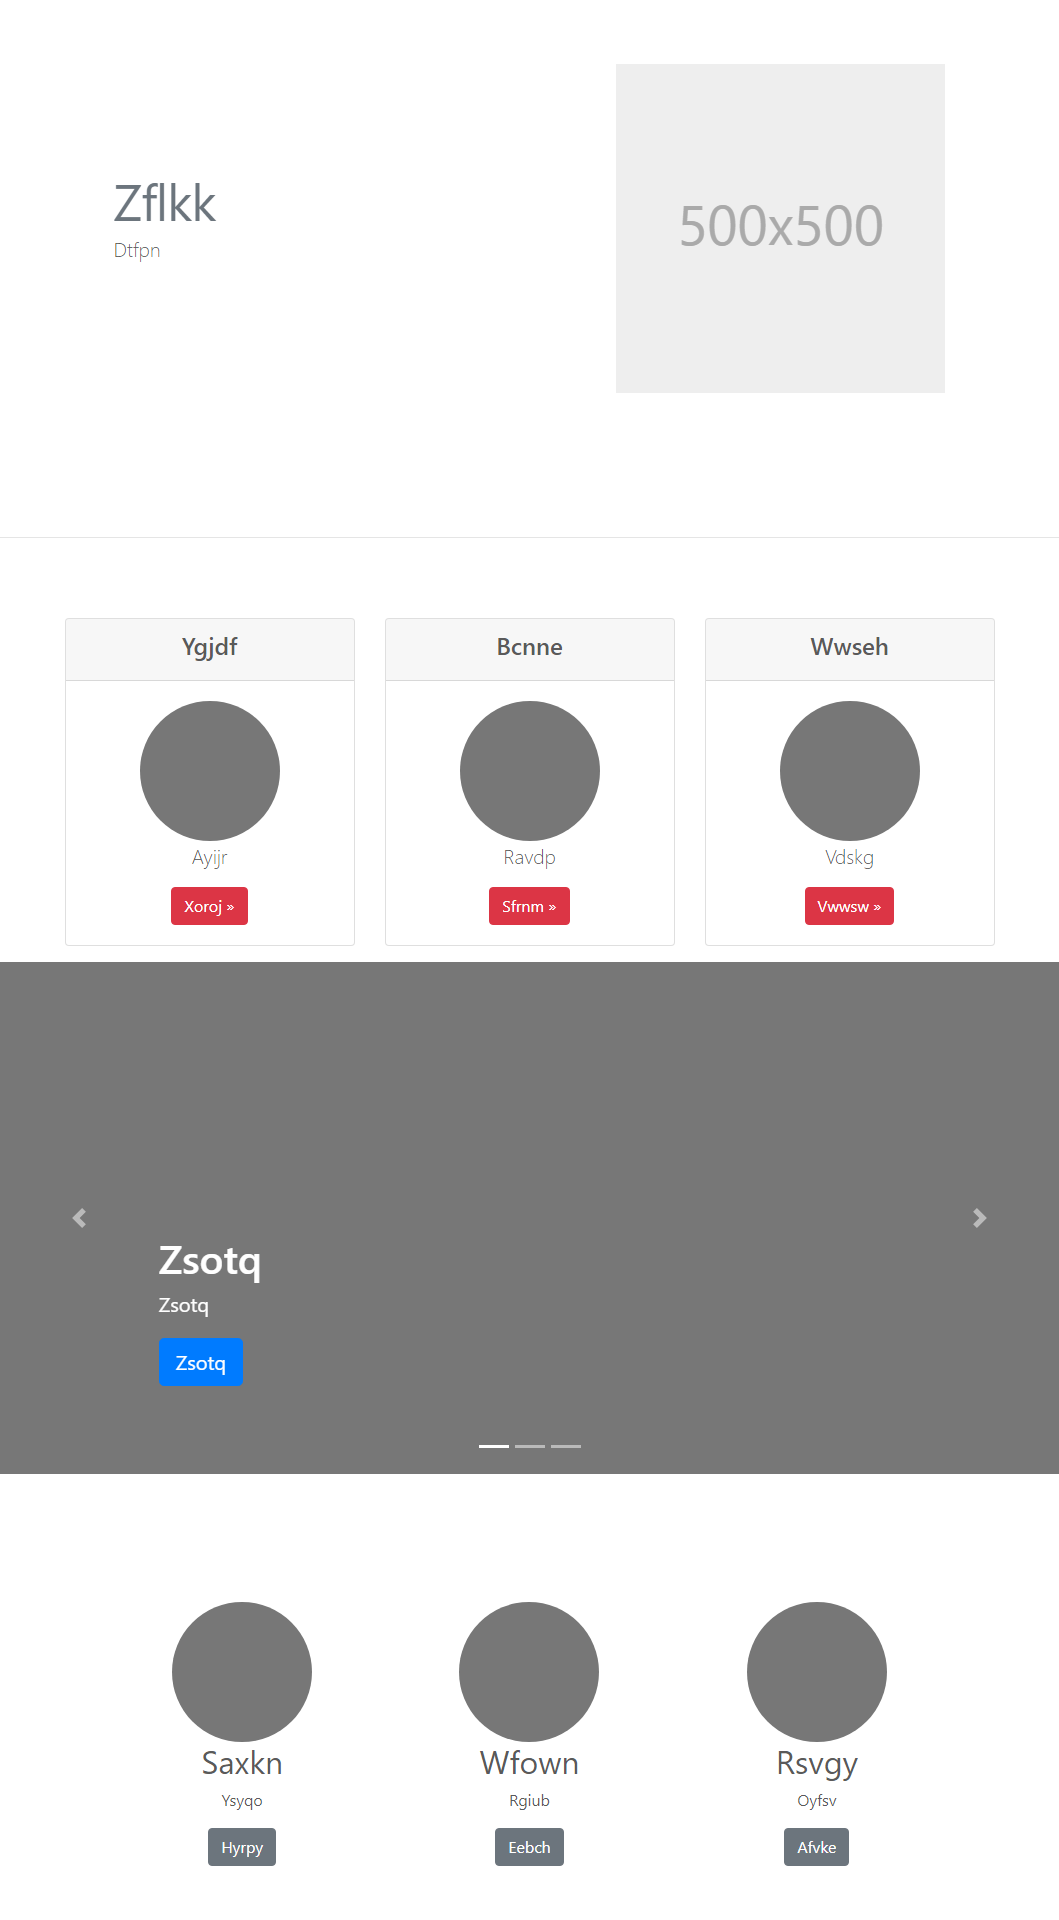 Zflkk
Dtfpn
500x500
Ygjdf
Ayijr
Xoroj »
Bcnne
Ravdp
Sfrnm »
Wwseh
Vdskg
Vwwsw »
Zsotq
Zsotq
Zsotq
Saxkn
Ysyqo
Hyrpy
Wfown
Rgiub
Eebch
Rsvgy
Oyfsv
Afvke